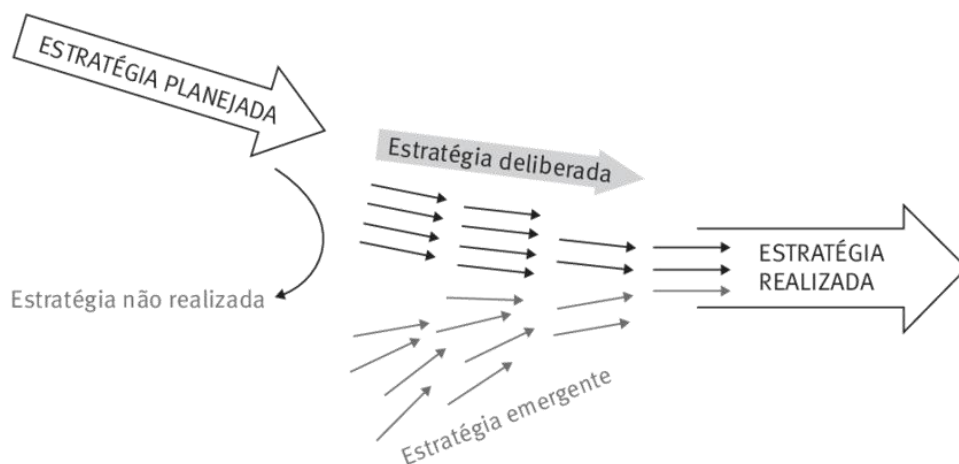 ESTRATÉGIA PLANEJADA
Estratégia deliberada
ESTRATÉGIA
REALIZADA
Estratégia não realizada
Estratégia emergente